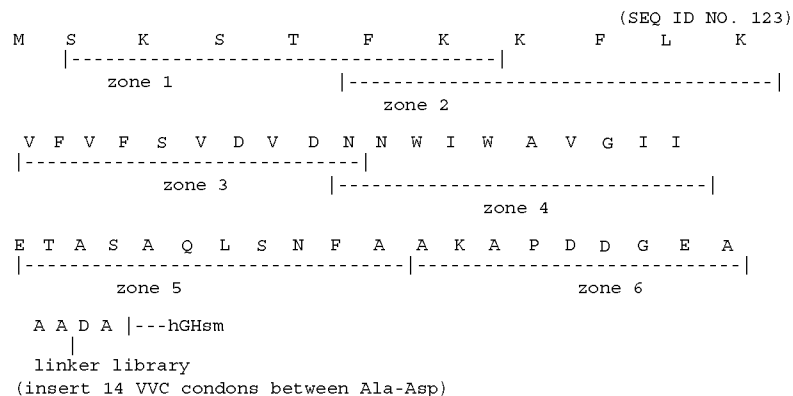 (SEQ ID NO. 123)
M S K S T F K K F L K
|---------------------------------|
zone 1
|---------------------------------|
zone 2
V F V F S V D V D N N W I W A V G I I
|---------------------------|
zone 3
|------------------------------|
zone 4
E T A S A Q L S N F A A K A P D D G E A
|-------------------------------|--------------------------|
zone 5 zone 6
A A D A |---hGHsm
|
linker library
(insert 14 VVC condons between Ala-Asp)